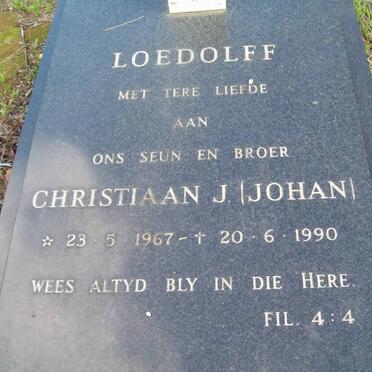 LOEDOLFF
MET TERE LIEFDE
AAN
ONS SEUN EN BROER
CHRISTIAAN J. (JOHAN)
☆ 23·5·1967 - † 20·6·1990
WEES ALTYD BLY IN DIE HERE.
FIL. 4:4